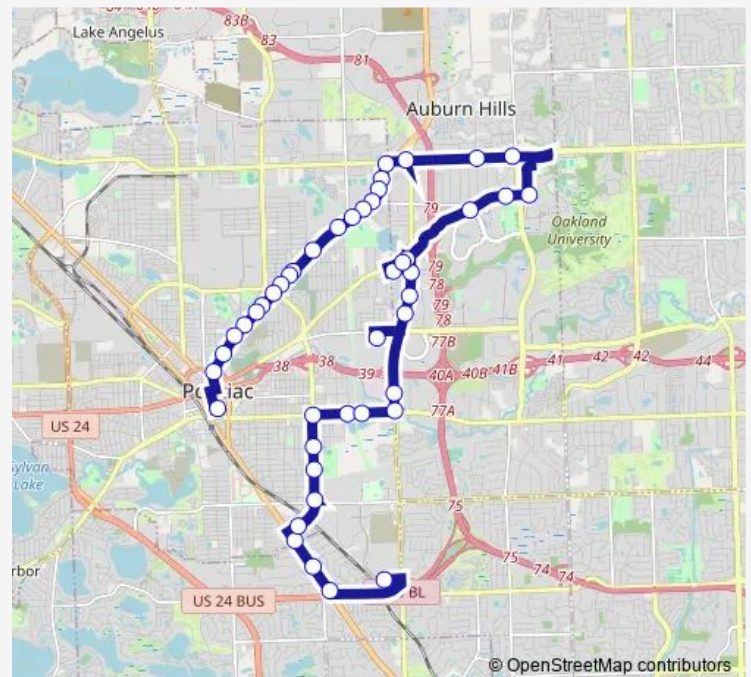 83B
83
Lake Angelus
81
Auburn Hills
79
Oakland
University
79
78
79
78
77B
38
38
39
40A
40B
41B
41
42
42
44
Pontiac
77A
US 24
Sylvan
Lake
75
75
74
74
rbor
US 24 BUS
BL
© OpenStreetMap contributors